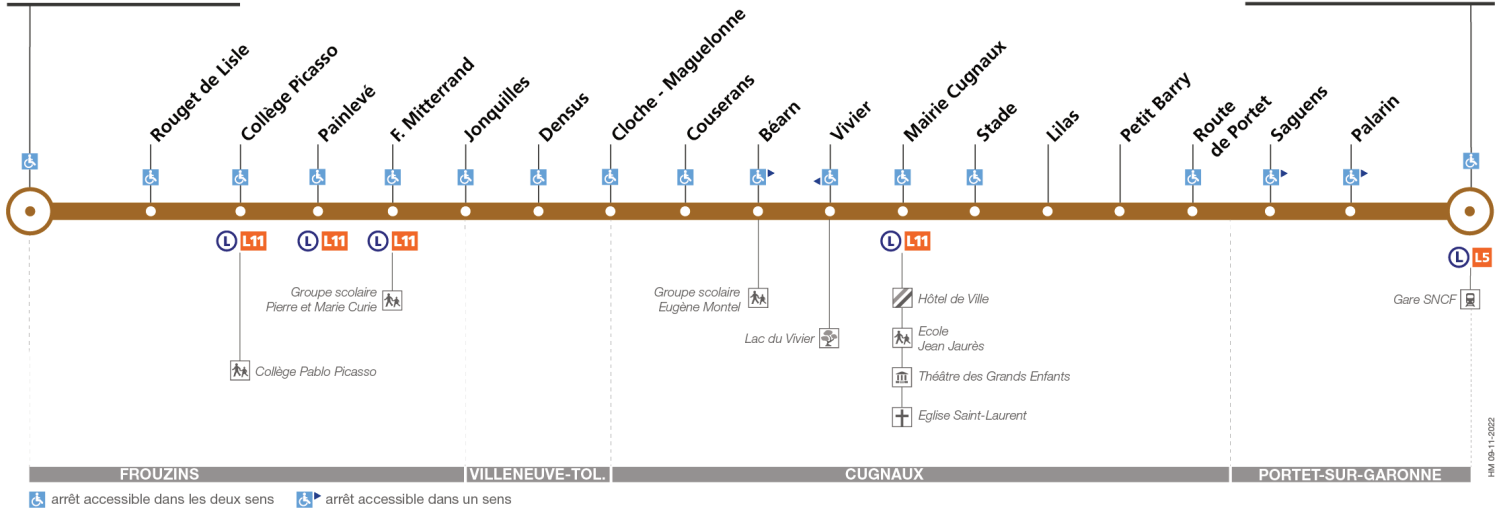 Rouget de Lisle
Collège Picasso
Painlevé
F. Mitterrand
Jonquilles
Densus
Cloche - Maguelonne
Couserans
Béarn
Vivier
Mairie Cugnaux
Stade
Lilas
Petit Barry
Route
de Portet
Saguens
Palarin
L L11
L L11
L L11
L L11
L L5
Groupe scolaire
Pierre et Marie Curie
Collège Pablo Picasso
Groupe scolaire
Eugène Montel
Lac du Vivier
Hôtel de Ville
Ecole
Jean Jaurès
Théâtre des Grands Enfants
Eglise Saint-Laurent
Gare SNCF
HM 09-11-2022
FROUZINS
VILLENEUVE-TOL.
CUGNAUX
PORTET-SUR-GARONNE
arrêt accessible dans les deux sens
arrêt accessible dans un sens